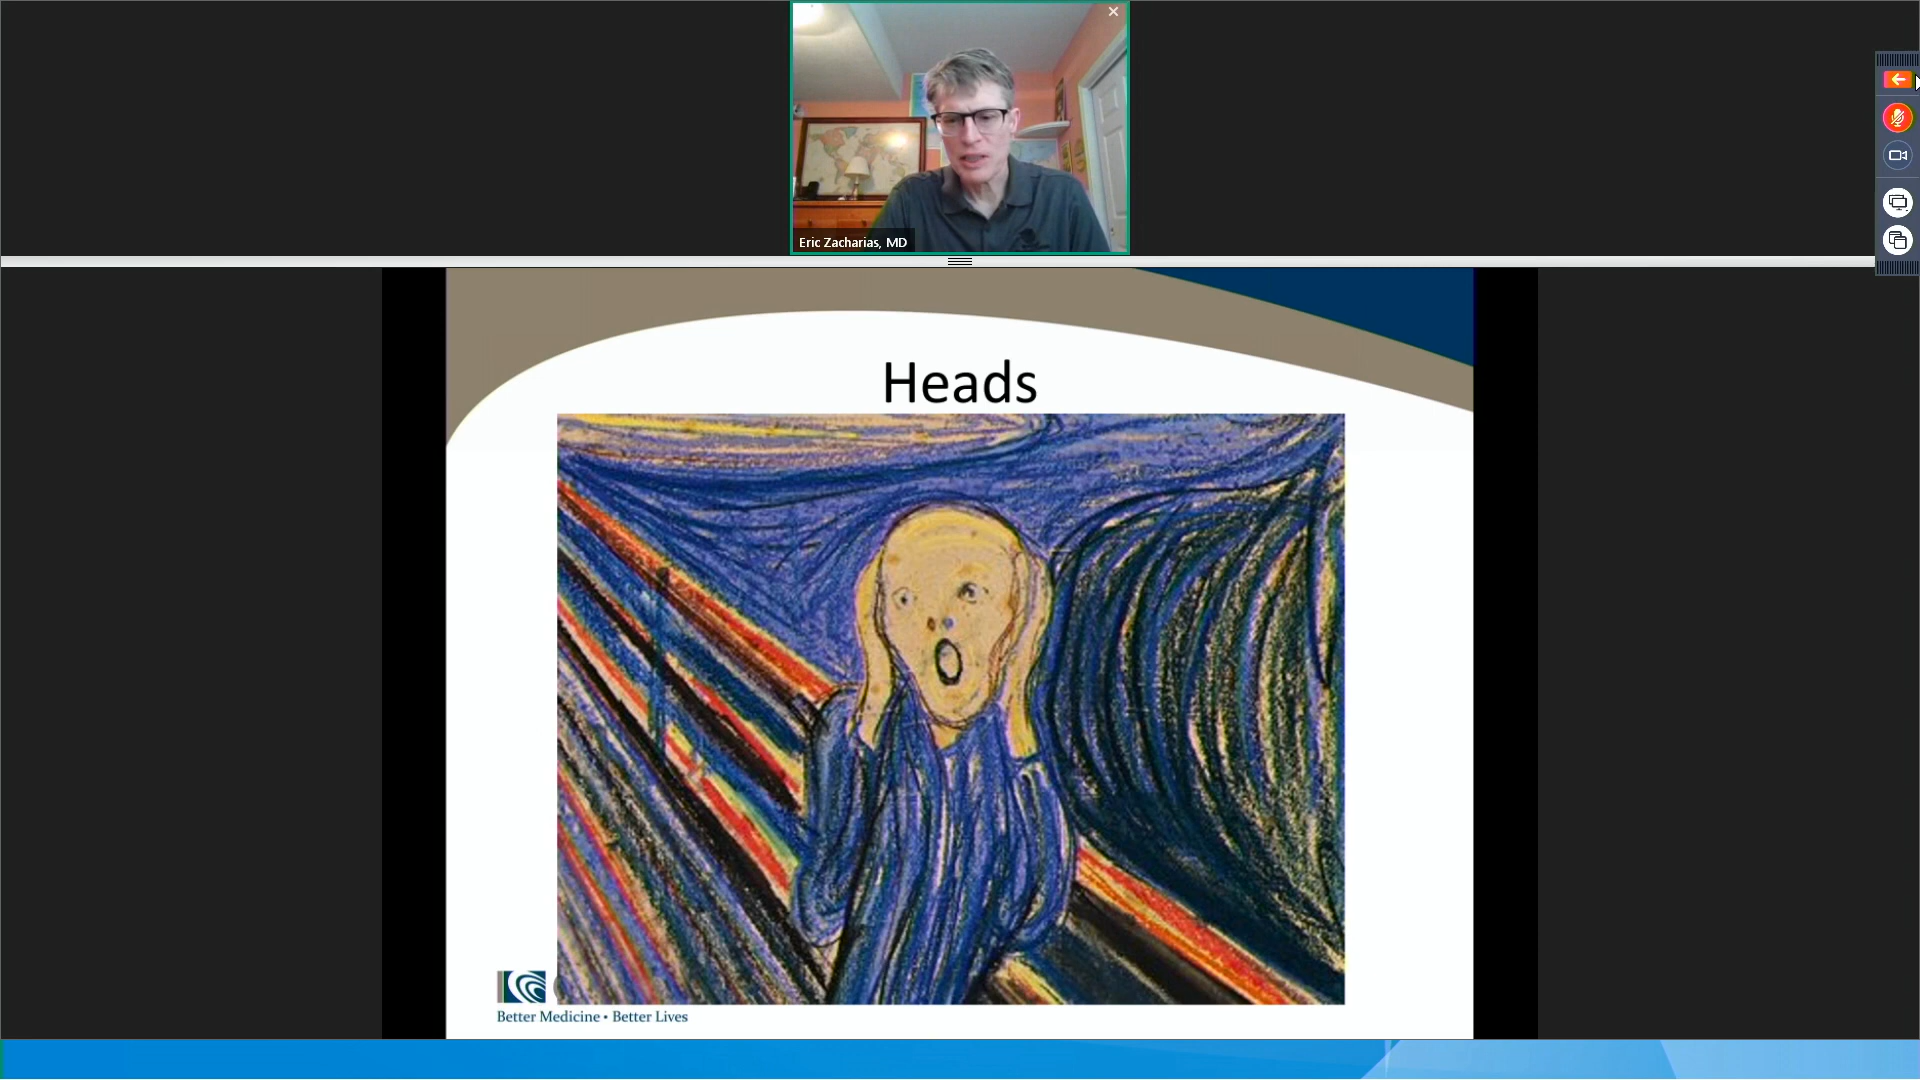 Eric Zacharias, MD
Heads
Better Medicine • Better Lives